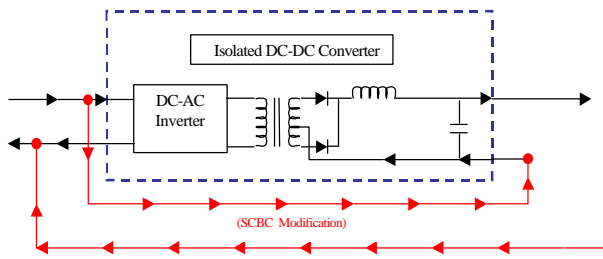 Isolated DC-DC Converter
DC-AC
Inverter
(SCBC Modification)